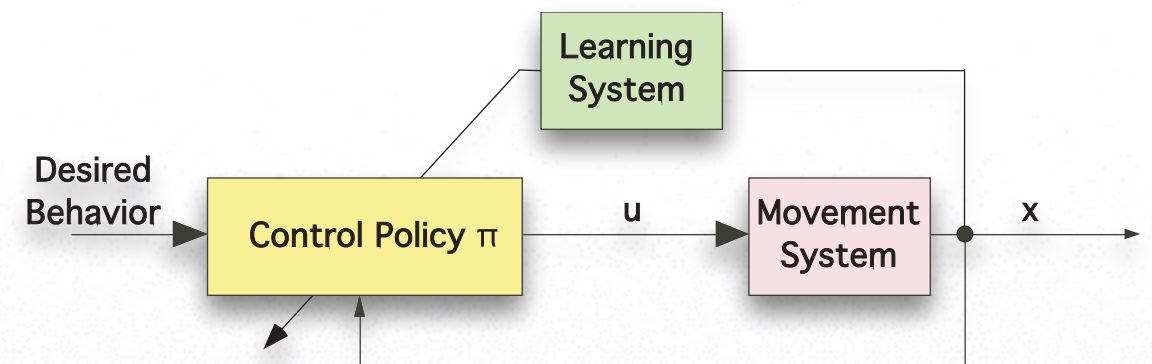 Learning
System
Desired
Behavior
Control Policy π
u
Movement
System
x